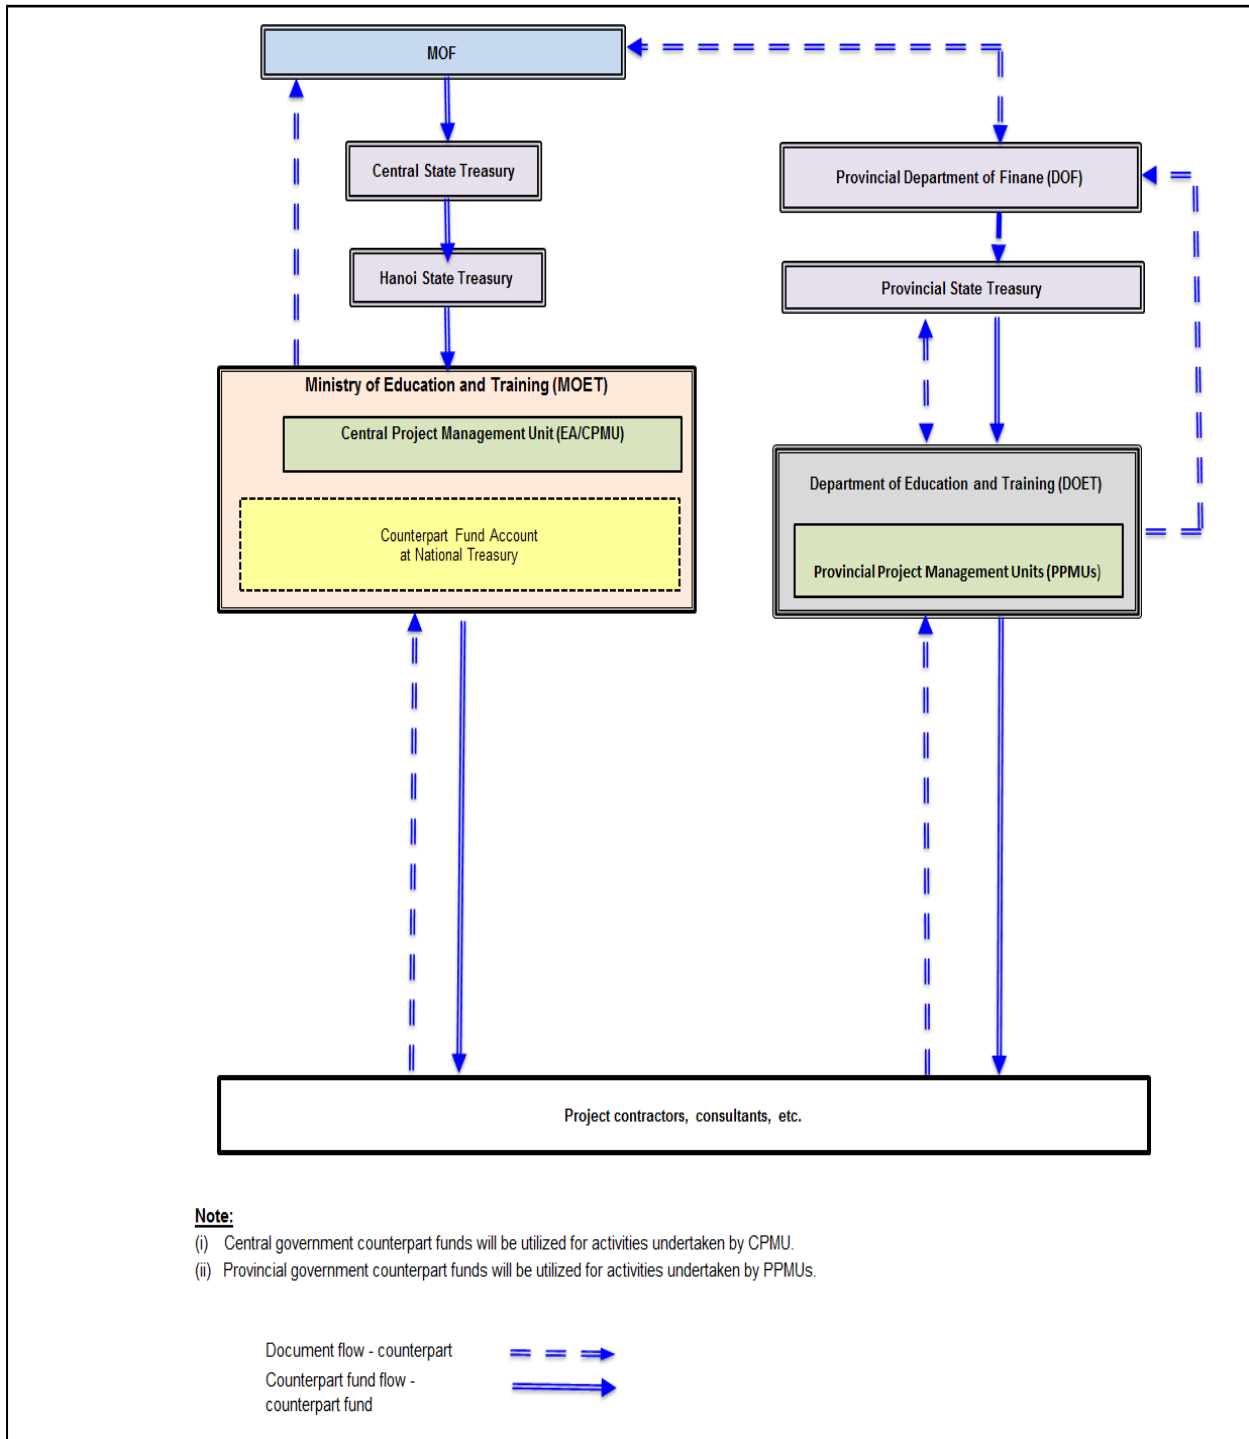 MOF
Central State Treasury
Provincial Department of Finane (DOF)
Hanoi State Treasury
Provincial State Treasury
Ministry of Education and Training (MOET)
Central Project Management Unit (EA/CPMU)
Counterpart Fund Account
at National Treasury
Department of Education and Training (DOET)
Provincial Project Management Units (PPMUs)
Project contractors, consultants, etc.
Note:
(i) Central government counterpart funds will be utilized for activities undertaken by CPMU.
(ii) Provincial government counterpart funds will be utilized for activities undertaken by PPMUs.
Document flow - counterpart
Counterpart fund flow -
counterpart fund